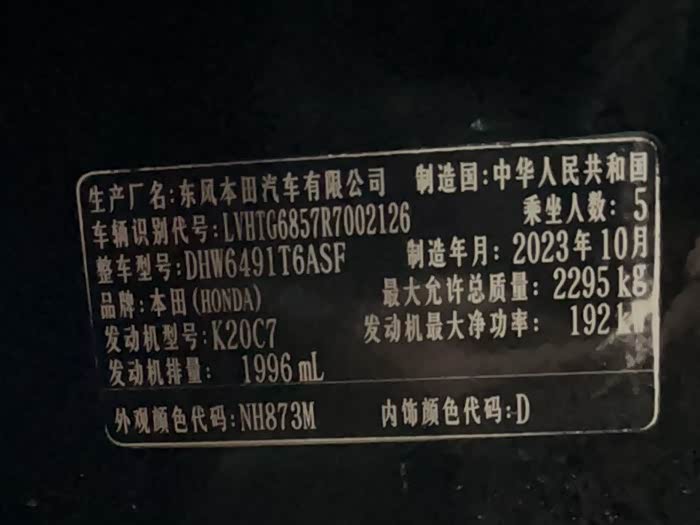 生产厂名:东风本田汽车有限公司 制造国:中华人民共和国
车辆识别代号:LVHTG6857R7002126 乘坐人数:5
整车型号:DHW6491T6ASF 制造年月:2023年10月
品牌:本田(HONDA) 最大允许总质量:2295kg
发动机型号:K20C7 发动机最大净功率:192kW
发动机排量:1996mL
外观颜色代码:NH873M 内饰颜色代码:D